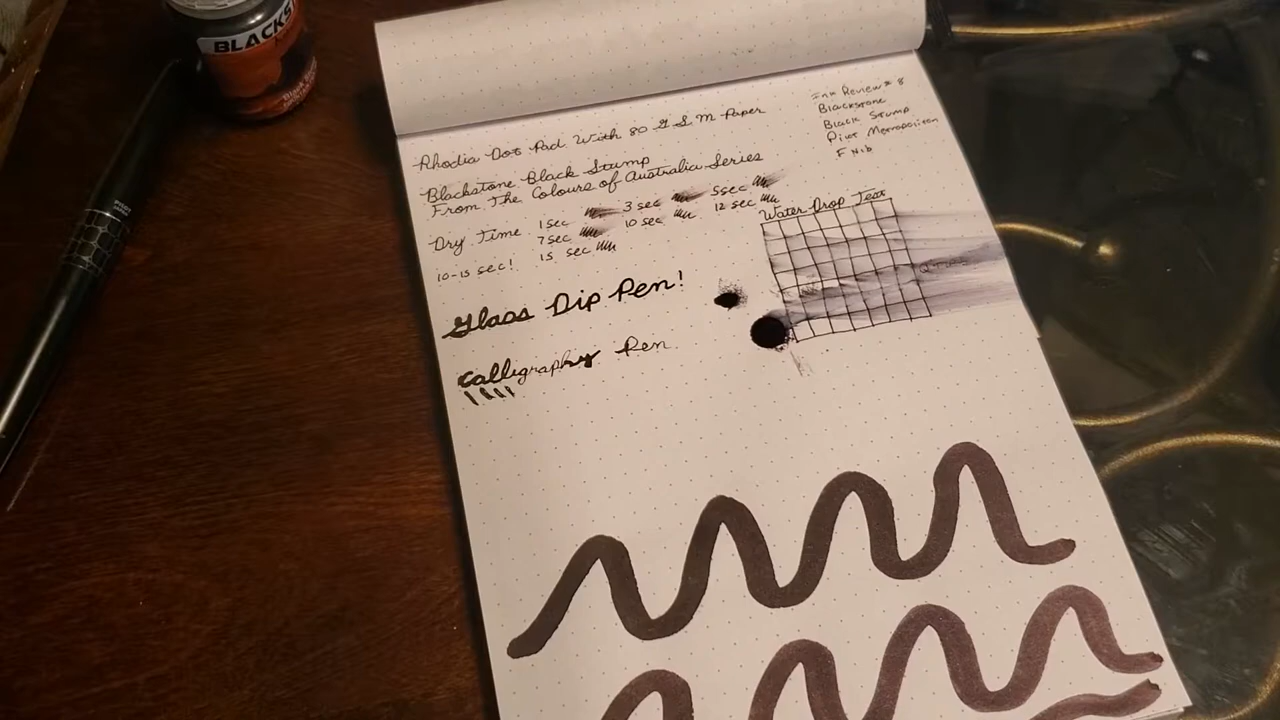 BLACKS
Rhodia Dot Pad With 80 G S M Paper
Blackstone Black Stump
From The Colours of Australia Series
Dry Time 1 sec 3 sec 5 sec
7 sec 10 sec 12 sec
10-15 sec! 15 sec
Glass Dip Pen!
Calligraphy Pen
Ink Review # 8
Blackstone
Black Stump
Pilot Metropolitan
F Nib
Water Drop Test
PILOT
JAPAN